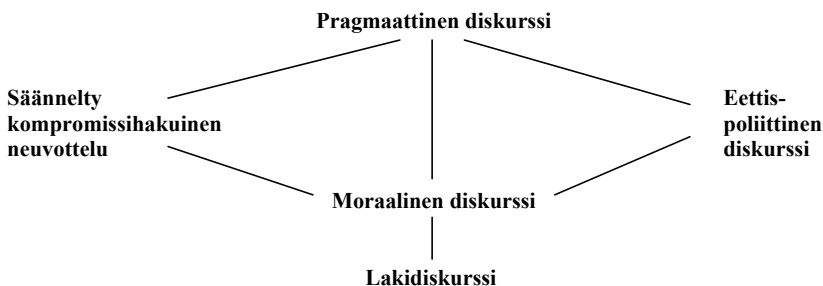 Pragmaattinen diskurssi
Säännelty
kompromissihakuinen
neuvottelu
Eettis-
poliittinen
diskurssi
Moraalinen diskurssi
Lakidiskurssi